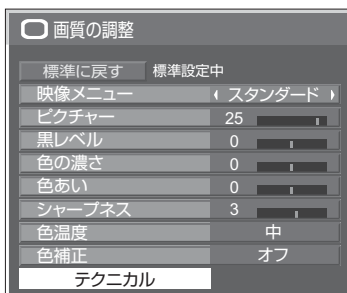 画質の調整
標準に戻す 標準設定中
映像メニュー スタンダード
ピクチャー 25
黒レベル 0
色の濃さ 0
色あい 0
シャープネス 3
色温度 中
色補正 オフ
テクニカル